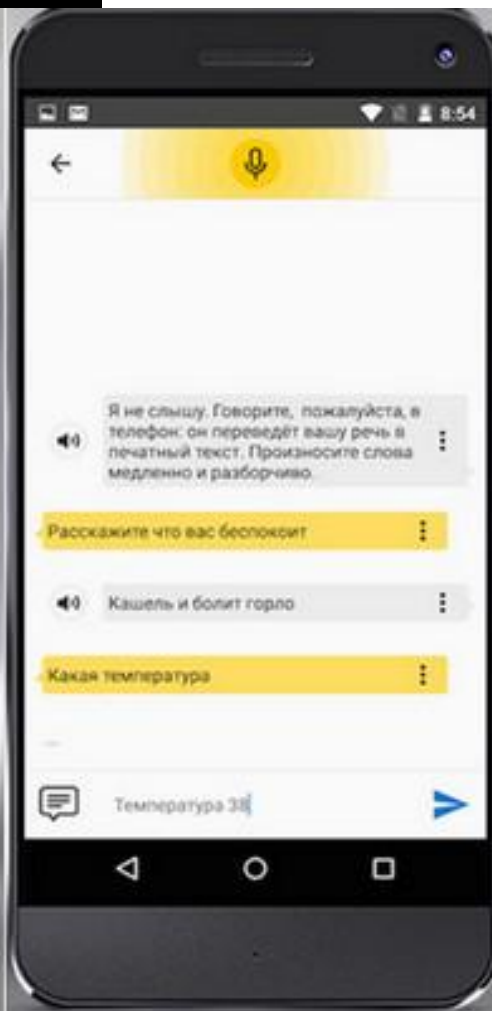 8:54
Я не слышу. Говорите, пожалуйста, в
телефон: он переведёт вашу речь в
печатный текст. Произносите слова
медленно и разборчиво.
Расскажите что вас беспокоит
Кашель и болит горло
Какая температура
Температура 38